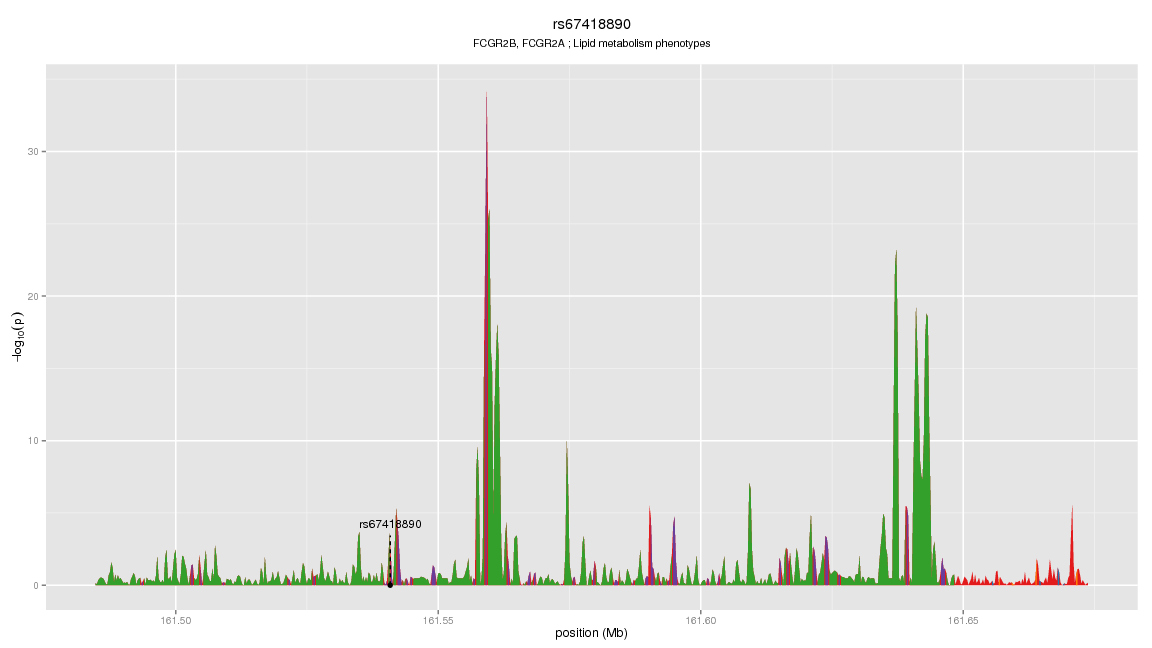 rs67418890
FCGR2B, FCGR2A ; Lipid metabolism phenotypes
30
20
10
0
−log10(p)
rs67418890
161.50 161.55 161.60 161.65
position (Mb)